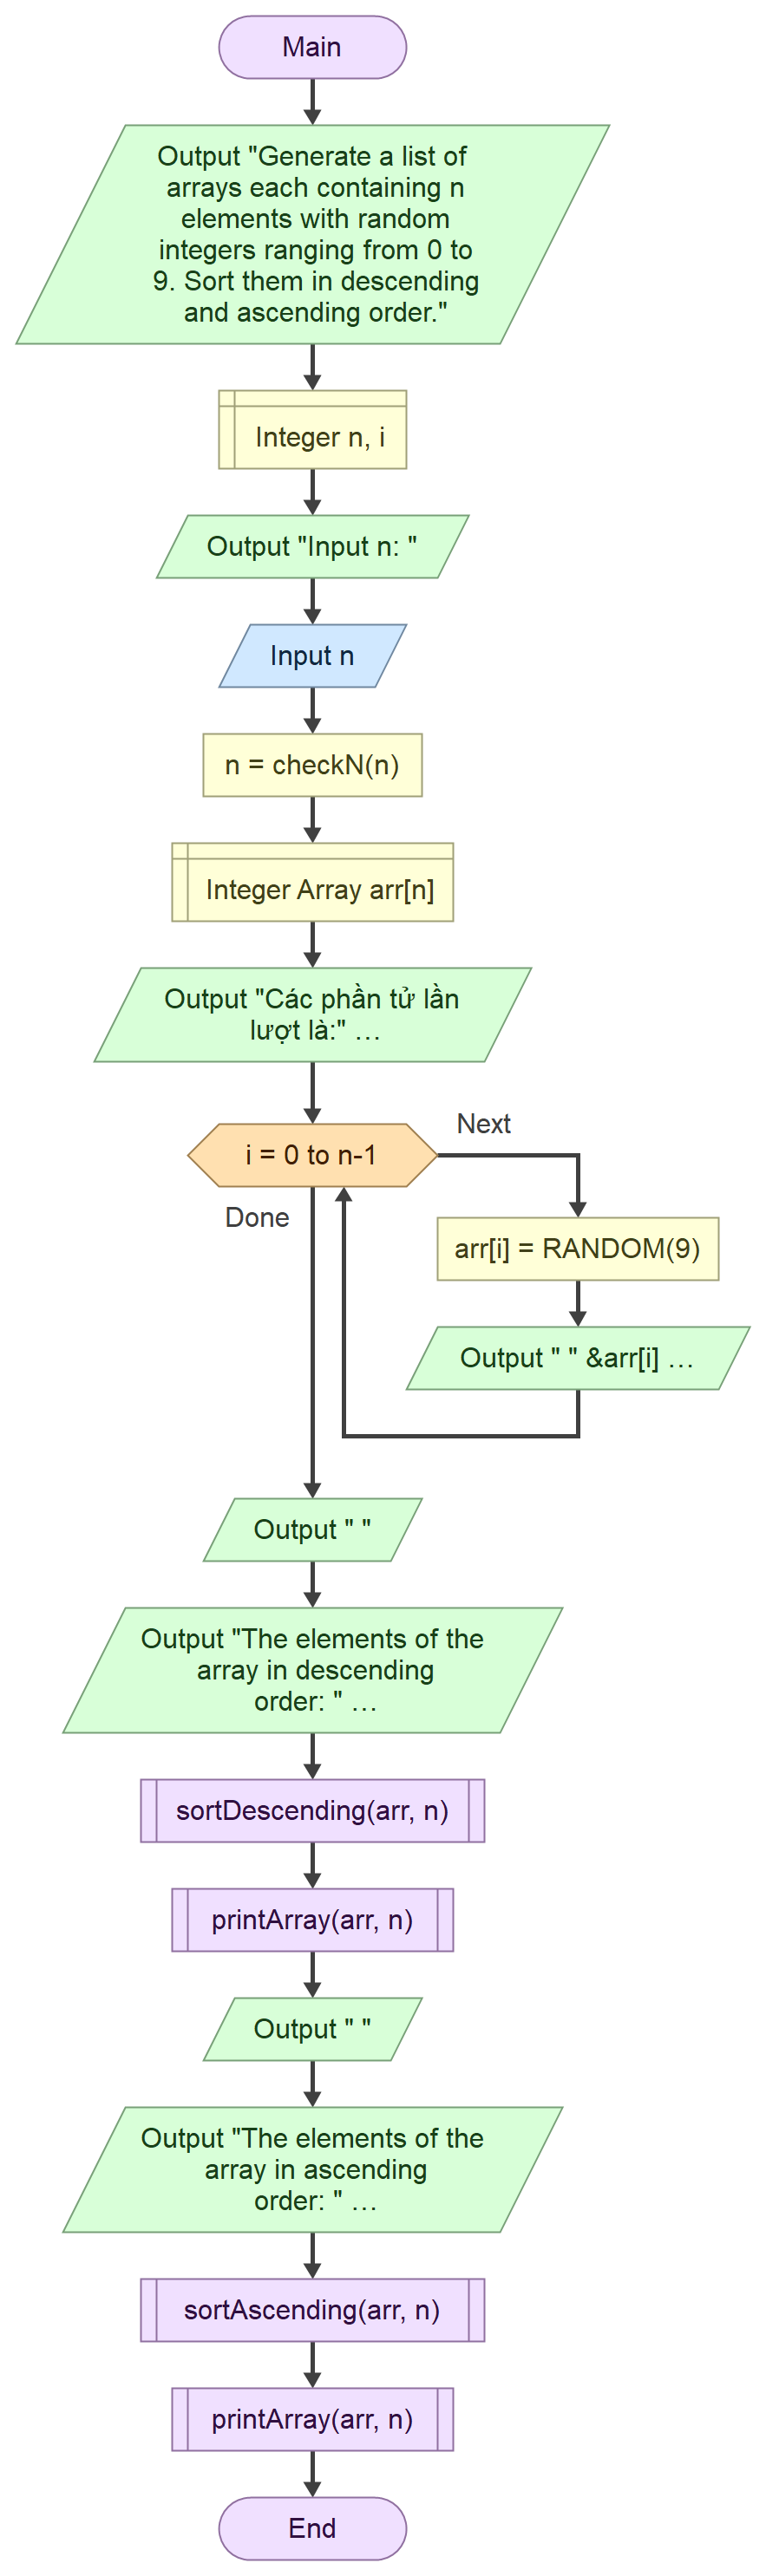 Main
Output "Generate a list of
arrays each containing n
elements with random
integers ranging from 0 to
9. Sort them in descending
and ascending order."
Integer n, i
Output "Input n: "
Input n
n = checkN(n)
Integer Array arr[n]
Output "Các phần tử lần
lượt là:" …
i = 0 to n-1
Next
Done
arr[i] = RANDOM(9)
Output " " &arr[i] …
Output " "
Output "The elements of the
array in descending
order: " …
sortDescending(arr, n)
printArray(arr, n)
Output " "
Output "The elements of the
array in ascending
order: " …
sortAscending(arr, n)
printArray(arr, n)
End